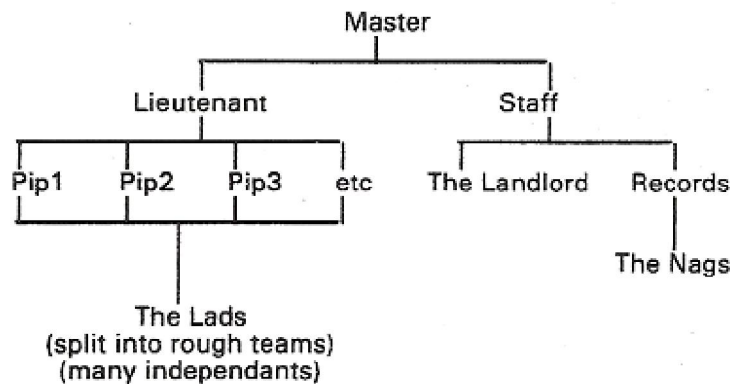 Master
Lieutenant Staff
Pip1 Pip2 Pip3 etc The Landlord Records
The Nags
The Lads
(split into rough teams)
(many independants)